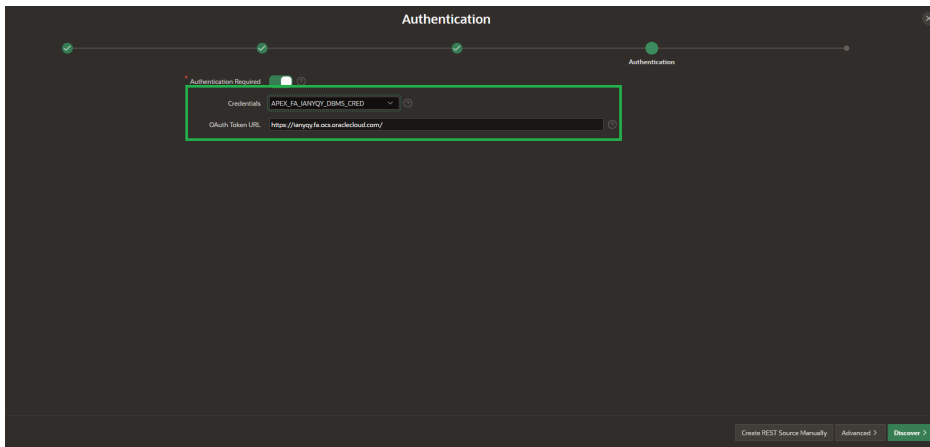 Authentication
Authentication
* Authentication Required
Credentials APEX_FA_IANYQY_DBMS_CRED
OAuth Token URL https://ianyqy.fa.ocs.oraclecloud.com/
Create REST Source Manually Advanced > Discover >